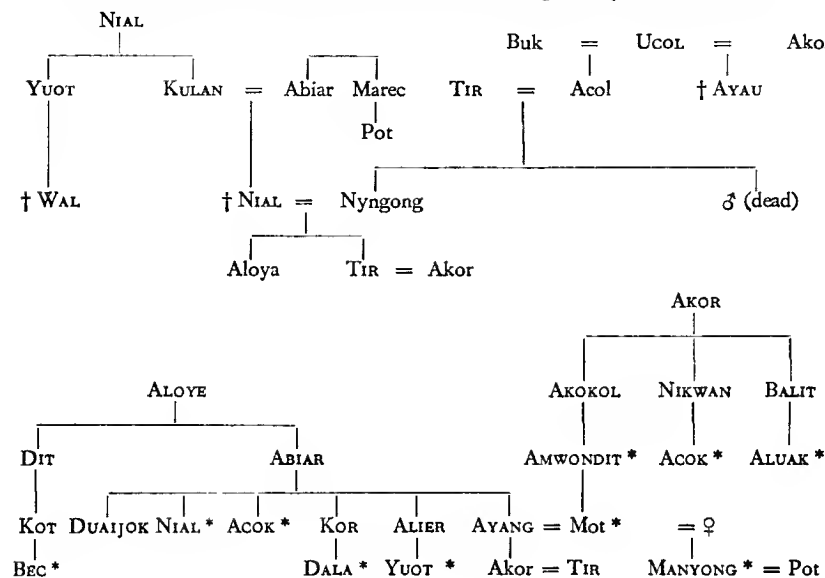 NIAL
Buk = UCOL = Ako
YUOT KULAN = Abiar Marec TIR = Acol † AYAU
Pot
† WAL † NIAL = Nyngong ♂ (dead)
Aloya TIR = Akor
AKOR
ALOYE AKOKOL NIKWAN BALIT
DIT ABIAR AMWONDIT * ACOK * ALUAK *
KOT DUAIJOK NIAL * ACOK * KOR ALIER AYANG = Mot * = ♀
BEC * DALA * YUOT * Akor = TIR MANYONG * = Pot